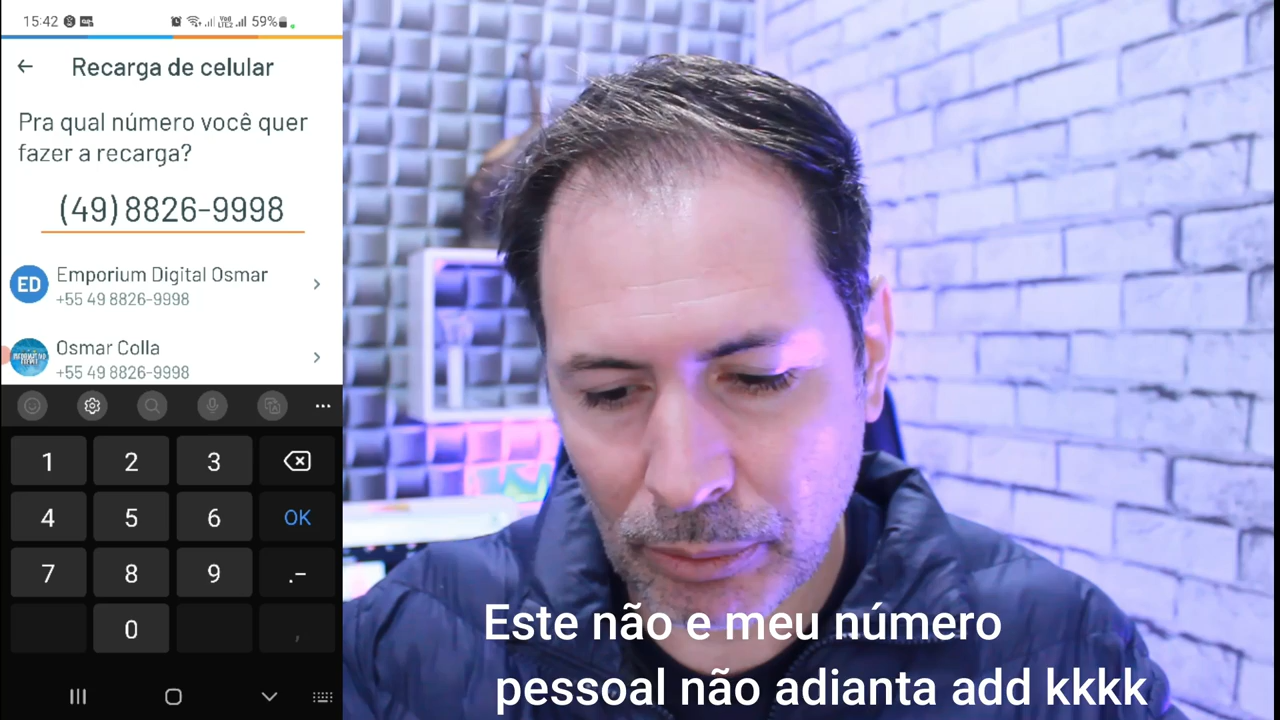 15:42
59%
Recarga de celular
Pra qual número você quer
fazer a recarga?
(49)8826-9998
ED
Emporium Digital Osmar
+55 49 8826-9998
Osmar Colla
+55 49 8826-9998
1 2 3
4 5 6 OK
7 8 9 .-
0 ,
Este não e meu número
pessoal não adianta add kkkk